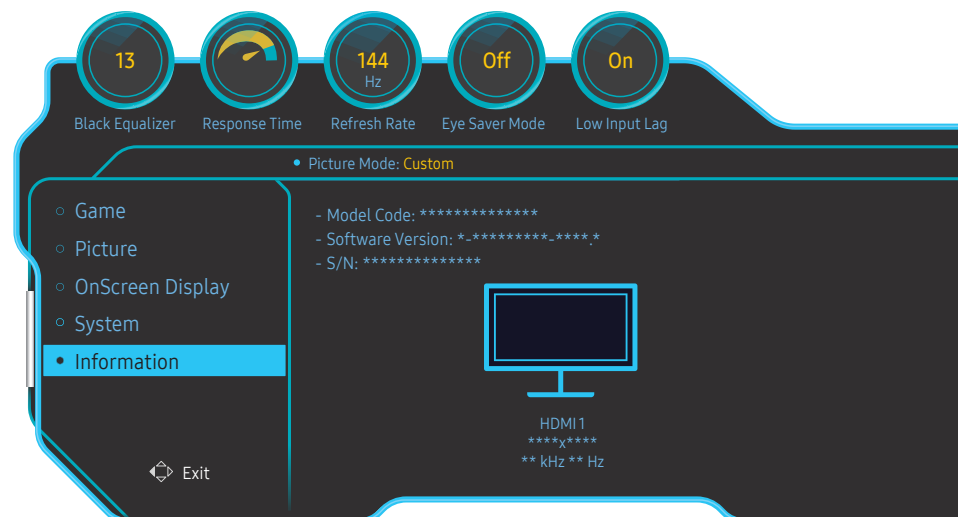 13
144
Hz
Off
On
Black Equalizer
Response Time
Refresh Rate
Eye Saver Mode
Low Input Lag
Picture Mode: Custom
Game
Picture
OnScreen Display
System
Information
Exit
- Model Code: **************
- Software Version: *-*********-****.*
- S/N: **************
HDMI 1
****x****
** kHz ** Hz